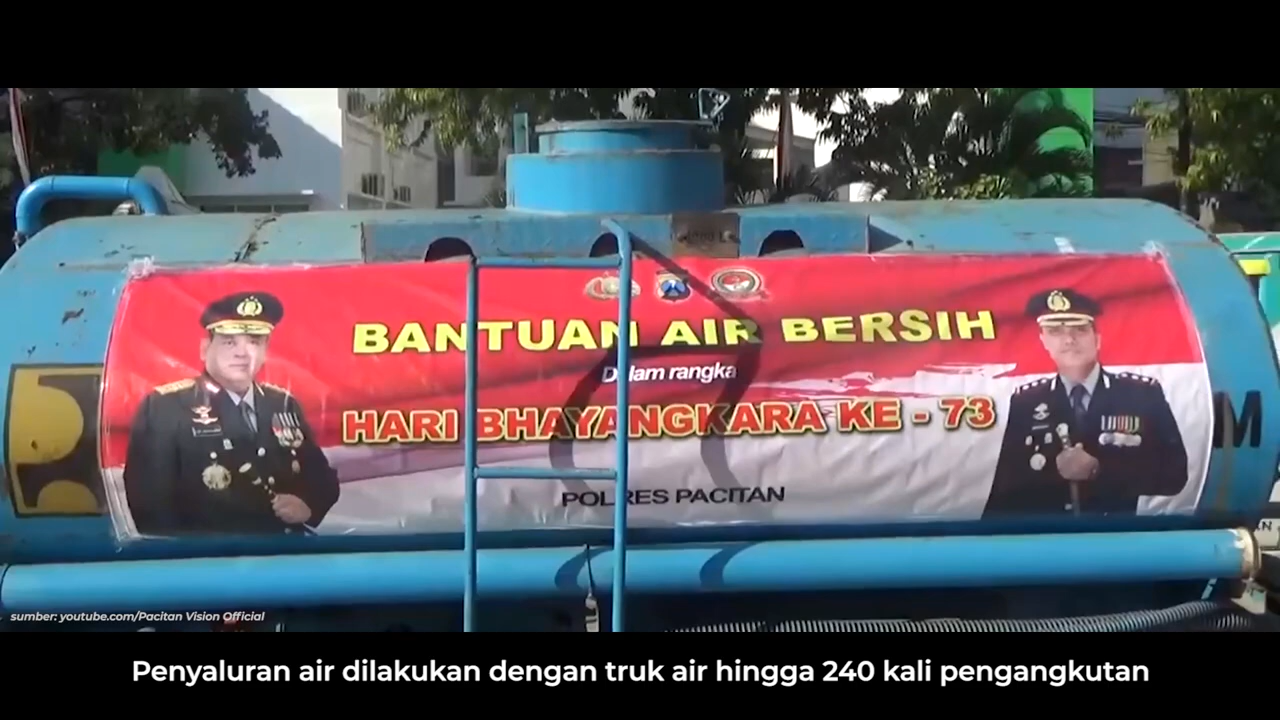 BANTUAN AIR BERSIH
Dalam rangka
HARI BHAYANGKARA KE - 73
POLRES PACITAN
M
sumber: youtube.com/Pacitan Vision Official
Penyaluran air dilakukan dengan truk air hingga 240 kali pengangkutan